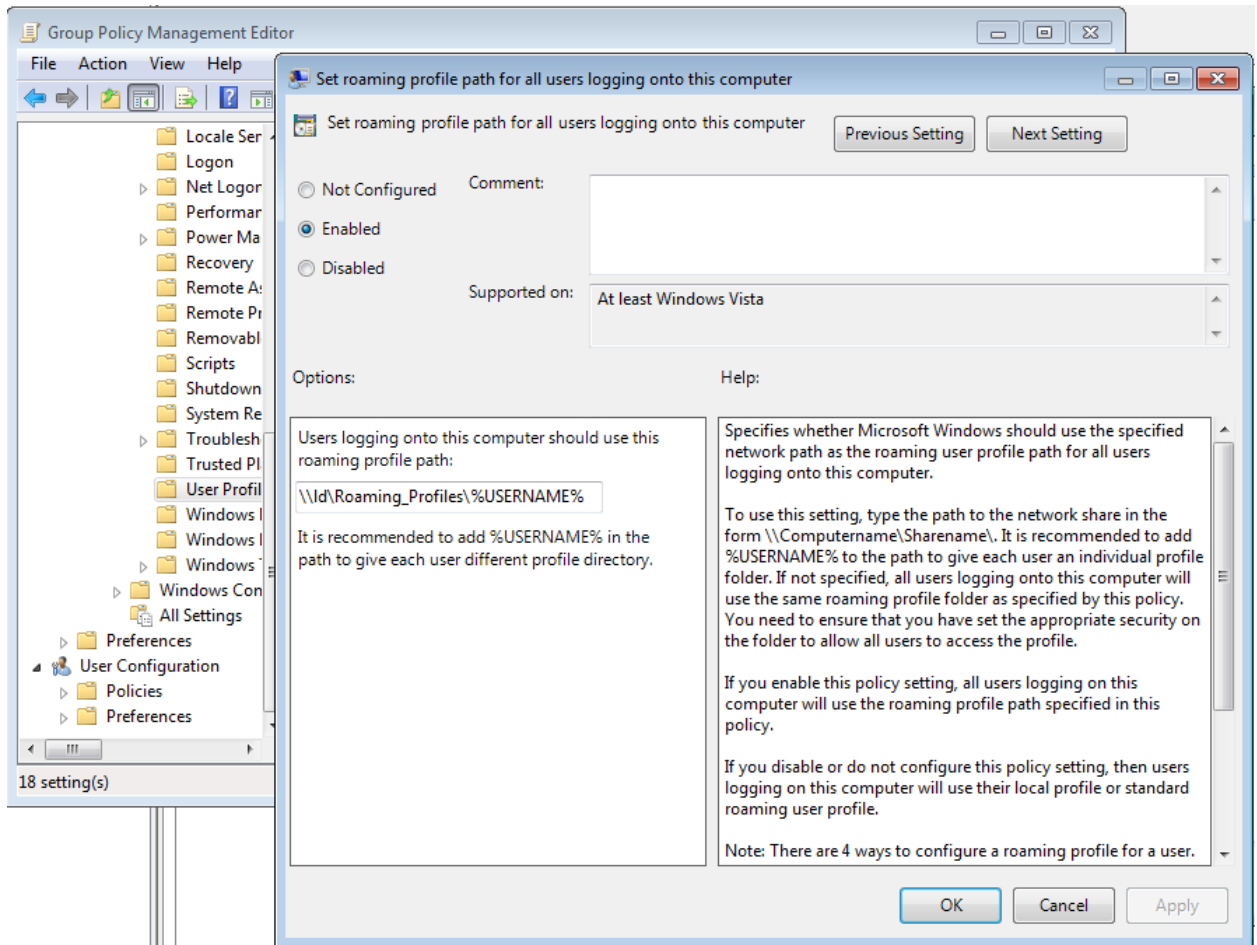 Group Policy Management Editor
File Action View Help
Locale Ser
Logon
Net Logor
Performar
Power Ma
Recovery
Remote A
Remote Pr
Removabl
Scripts
Shutdown
System Re
Troublesh
Trusted Pl
User Profil
Windows
Windows
Windows
Windows Con
All Settings
Preferences
User Configuration
Policies
Preferences
18 setting(s)
Set roaming profile path for all users logging onto this computer
Set roaming profile path for all users logging onto this computer
Previous Setting
Next Setting
Not Configured
Enabled
Disabled
Comment:
Supported on:
At least Windows Vista
Options:
Help:
Users logging onto this computer should use this
roaming profile path:
\\Id\Roaming_Profiles\%USERNAME%
It is recommended to add %USERNAME% in the
path to give each user different profile directory.
Specifies whether Microsoft Windows should use the specified
network path as the roaming user profile path for all users
logging onto this computer.
To use this setting, type the path to the network share in the
form \\Computername\Sharename\. It is recommended to add
%USERNAME% to the path to give each user an individual profile
folder. If not specified, all users logging onto this computer will
use the same roaming profile folder as specified by this policy.
You need to ensure that you have set the appropriate security on
the folder to allow all users to access the profile.
If you enable this policy setting, all users logging on this
computer will use the roaming profile path specified in this
policy.
If you disable or do not configure this policy setting, then users
logging on this computer will use their local profile or standard
roaming user profile.
Note: There are 4 ways to configure a roaming profile for a user.
OK
Cancel
Apply